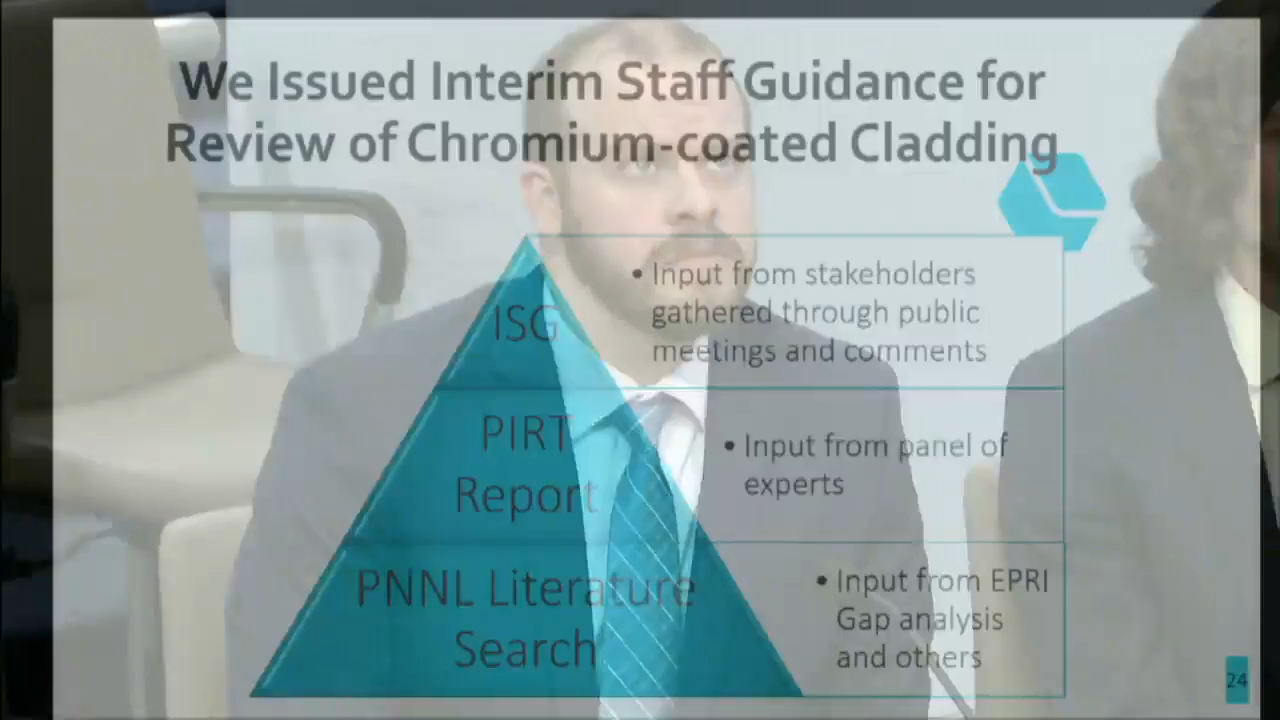 We Issued Interim Staff Guidance for
Review of Chromium-coated Cladding
ISG
• Input from stakeholders
gathered through public
meetings and comments
PIRT
Report
• Input from panel of
experts
PNNL Literature
Search
• Input from EPRI
Gap analysis
and others
24